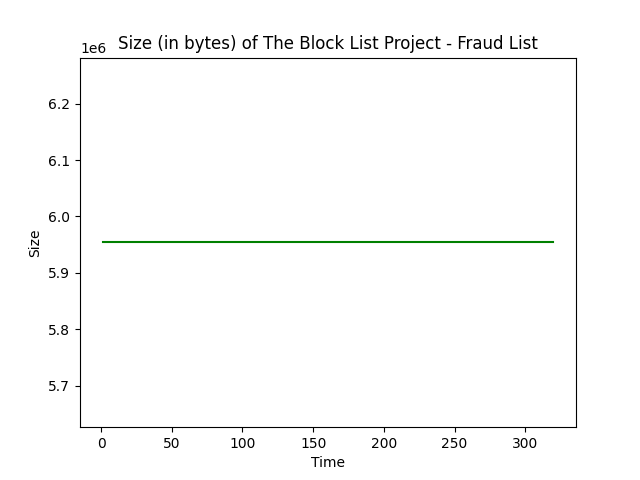 Size (in bytes) of The Block List Project - Fraud List
1e6
6.2
6.1
6.0
5.9
5.8
5.7
Size
0 50 100 150 200 250 300
Time